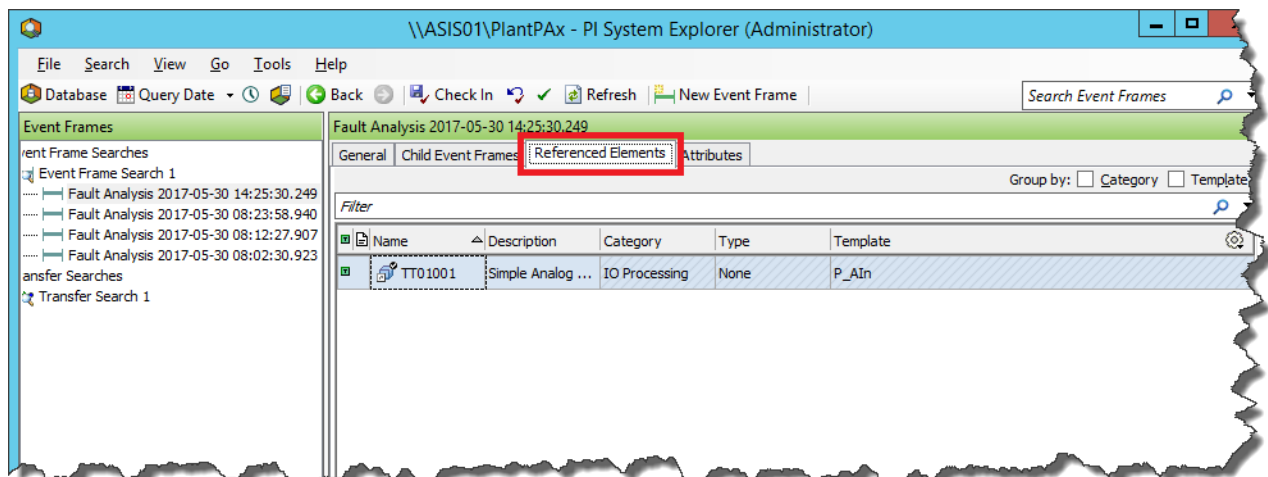 \\ASIS01\PlantPAx - PI System Explorer (Administrator)
File Search View Go Tools Help
Database Query Date Back Check In Refresh New Event Frame Search Event Frames
Event Frames
Fault Analysis 2017-05-30 14:25:30.249
ent Frame Searches
Event Frame Search 1
Fault Analysis 2017-05-30 14:25:30.249
Fault Analysis 2017-05-30 08:23:58.940
Fault Analysis 2017-05-30 08:12:27.907
Fault Analysis 2017-05-30 08:02:30.923
ansfer Searches
Transfer Search 1
General Child Event Frames Referenced Elements Attributes
Group by: Category Template
Filter
Name Description Category Type Template
TT01001 Simple Analog ... IO Processing None P_AIn